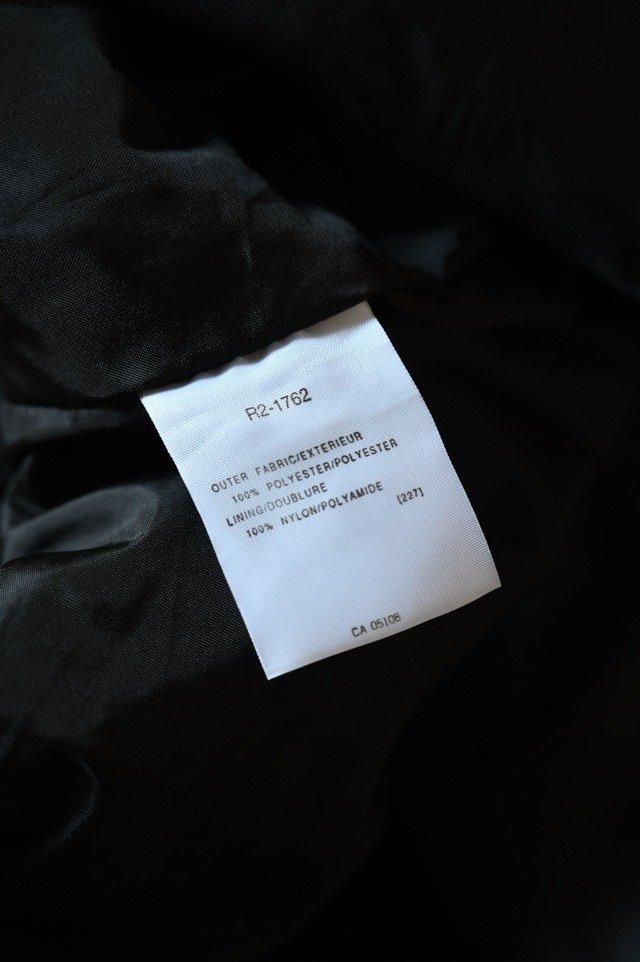 R2-1762
OUTER FABRIC/EXTERIEUR
100% POLYESTER/POLYESTER
LINING/DOUBLURE
100% NYLON/POLYAMIDE [227]
CA 05108